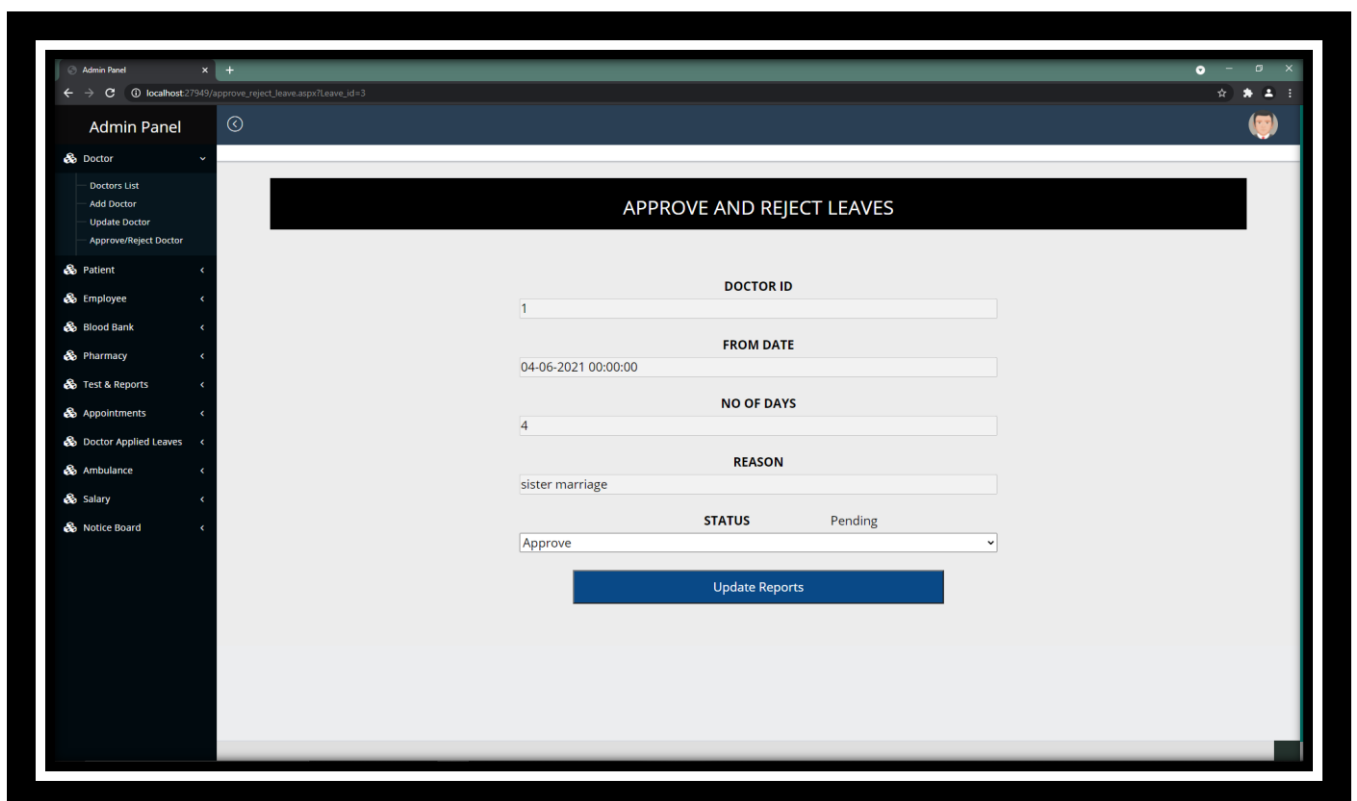 Admin Panel
localhost:27949/approve_reject_leave.aspx?Leave_id=3
Admin Panel
Doctor
Doctors List
Add Doctor
Update Doctor
Approve/Reject Doctor
Patient
Employee
Blood Bank
Pharmacy
Test & Reports
Appointments
Doctor Applied Leaves
Ambulance
Salary
Notice Board
APPROVE AND REJECT LEAVES
DOCTOR ID
1
FROM DATE
04-06-2021 00:00:00
NO OF DAYS
4
REASON
sister marriage
STATUS Pending
Approve
Update Reports